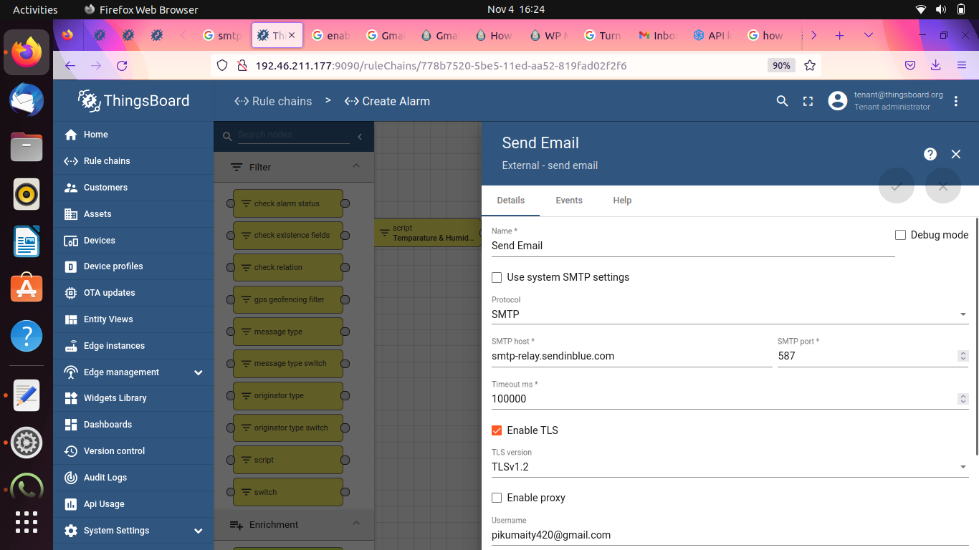 Activities
Firefox Web Browser
Nov 4 16:24
smtp
Th
enab
Gma
Gma
How
WP M
Turn
Inbo
API k
how
192.46.211.177:9090/ruleChains/778b7520-5be5-11ed-aa52-819fad02f2f6
90%
ThingsBoard
Rule chains > Create Alarm
tenant@thingsboard.org
Tenant administrator
Home
Rule chains
Customers
Assets
Devices
Device profiles
OTA updates
Entity Views
Edge instances
Edge management
Widgets Library
Dashboards
Version control
Audit Logs
Api Usage
System Settings
Search nodes
Filter
check alarm status
check existence fields
check relation
gps geofencing filter
message type
message type switch
originator type
originator type switch
script
switch
Enrichment
script
Temparature & Humid...
Send Email
External - send email
Details
Events
Help
Name *
Send Email
Debug mode
Use system SMTP settings
Protocol
SMTP
SMTP host *
smtp-relay.sendinblue.com
SMTP port *
587
Timeout ms *
100000
Enable TLS
TLS version
TLSv1.2
Enable proxy
Username
pikumaity420@gmail.com